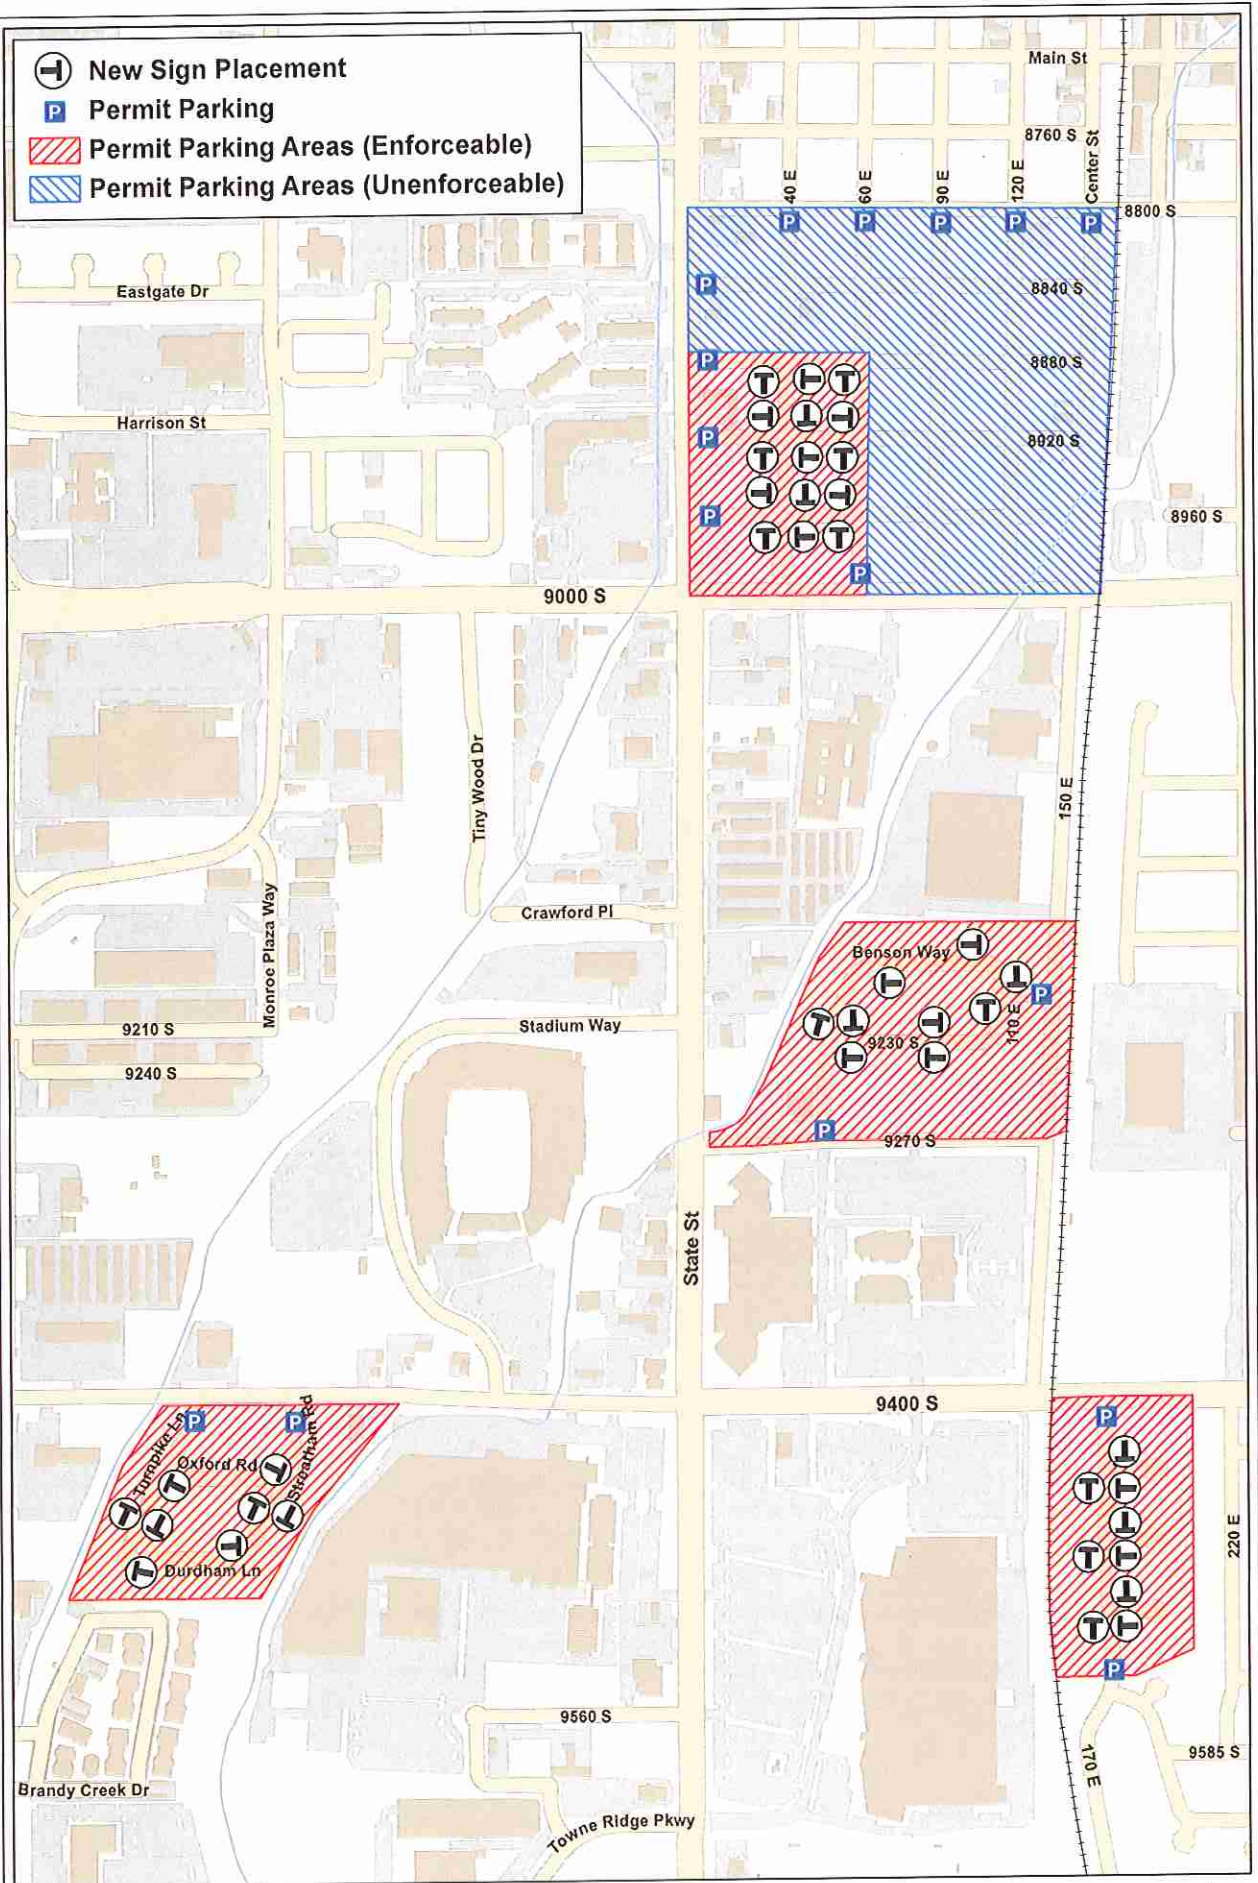 New Sign Placement
P Permit Parking
Permit Parking Areas (Enforceable)
Permit Parking Areas (Unenforceable)
Main St
8760 S
40 E
60 E
90 E
120 E
Center St
8800 S
P
P
P
P
P
Eastgate Dr
P
8840 S
P
8880 S
Harrison St
P
8920 S
P
8960 S
P
9000 S
Tiny Wood Dr
150 E
Monroe Plaza Way
Crawford Pl
Benson Way
P
110 E
9210 S
Stadium Way
9230 S
9240 S
P
9270 S
State St
9400 S
P
P
P
Turnpike Ln
Oxford Rd
Streatham Rd
Durdham Ln
220 E
P
9560 S
170 E
9585 S
Brandy Creek Dr
Towne Ridge Pkwy